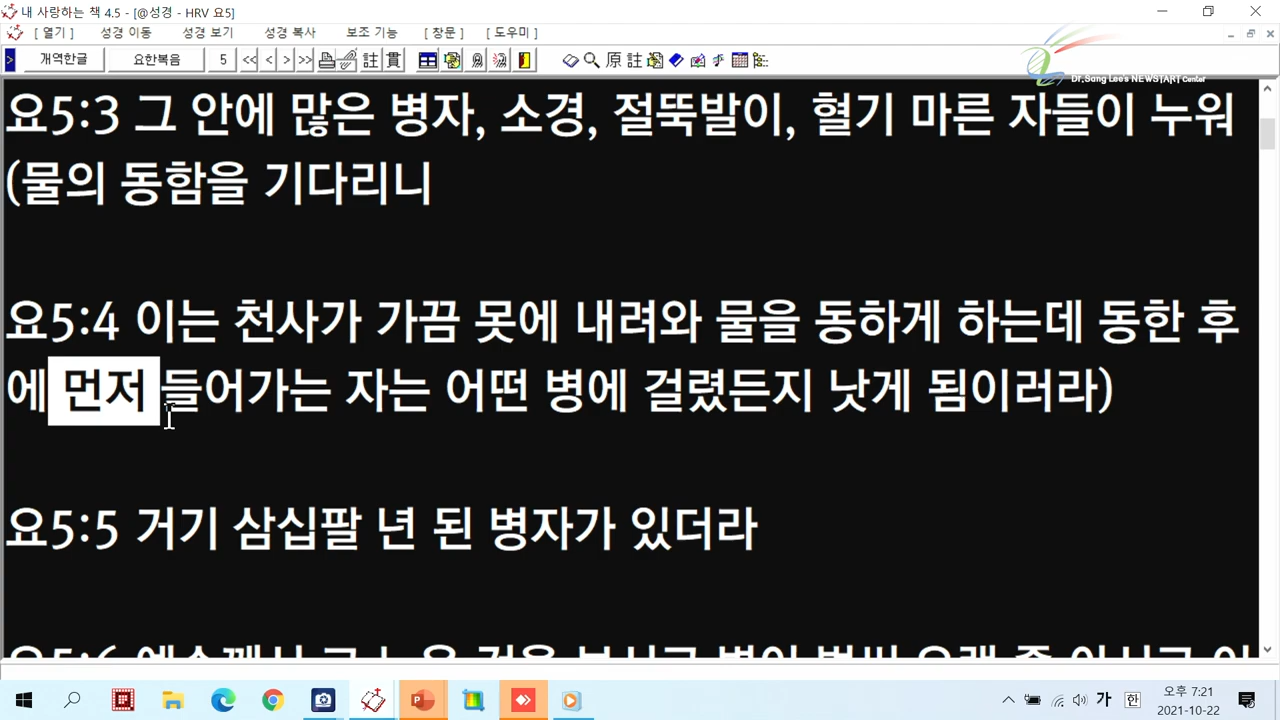 내 사랑하는 책 4.5 - [@성경 - HRV 요5]
[ 열기 ] 성경 이동 성경 보기 성경 복사 보조 기능 [ 창문 ] [ 도우미 ]
개역한글 요한복음 5 << < > >> 註 貫 原 註
Dr.Sang Lee's NEWSTART Center
요5:3 그 안에 많은 병자, 소경, 절뚝발이, 혈기 마른 자들이 누워
(물의 동함을 기다리니
요5:4 이는 천사가 가끔 못에 내려와 물을 동하게 하는데 동한 후
에 먼저 들어가는 자는 어떤 병에 걸렸든지 낫게 됨이러라)
요5:5 거기 삼십팔 년 된 병자가 있더라
가 한 오후 7:21
2021-10-22